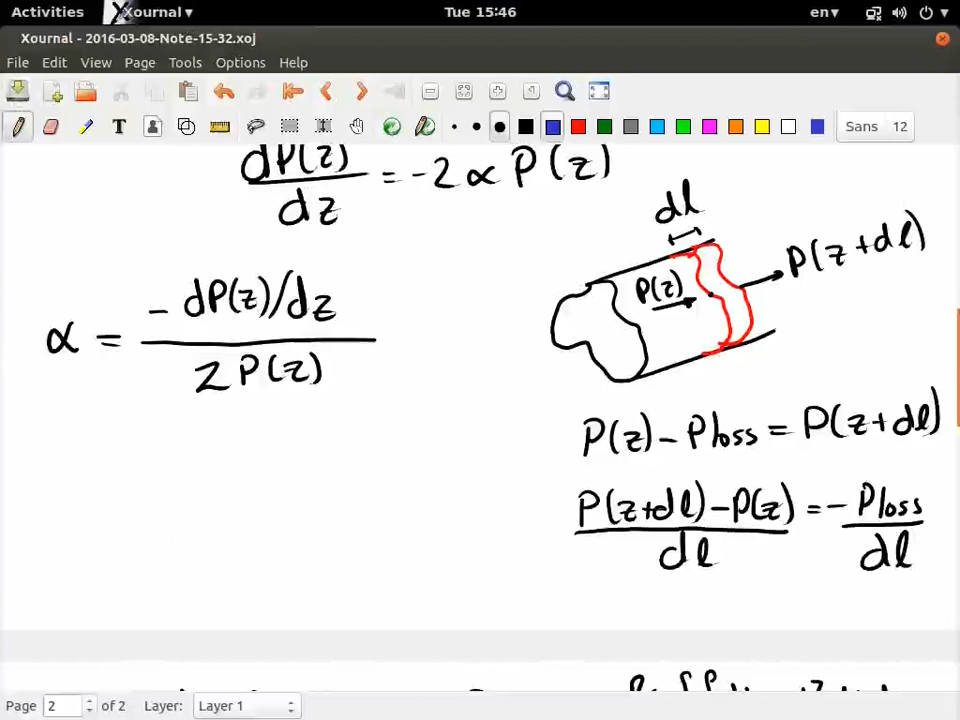 Activities Xournal ▾ Tue 15:46 en ▾
Xournal - 2016-03-08-Note-15-32.xoj
File Edit View Page Tools Options Help
Sans 12
dP(z)/dz = -2 α P(z)
dl
P(z+dl)
P(z)
α = - dP(z)/dz / 2 P(z)
P(z) - Ploss = P(z+dl)
P(z+dl) - P(z) / dl = - Ploss / dl
Page 2 of 2 Layer: Layer 1